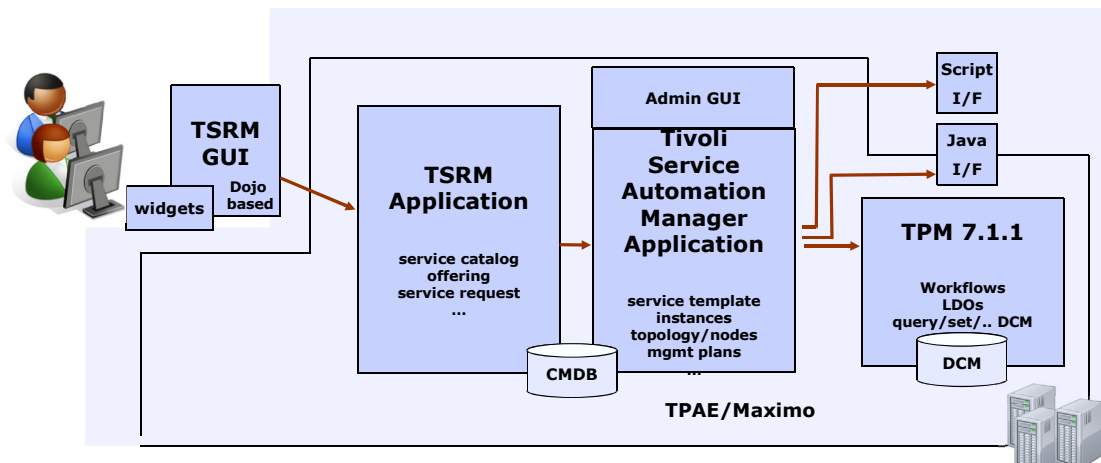 TSRM
GUI
Dojo
based
widgets
TSRM
Application
service catalog
offering
service request
...
CMDB
Admin GUI
Tivoli
Service
Automation
Manager
Application
service template
instances
topology/nodes
mgmt plans
...
Script
I/F
Java
I/F
TPM 7.1.1
Workflows
LDOs
query/set/.. DCM
DCM
TPAE/Maximo